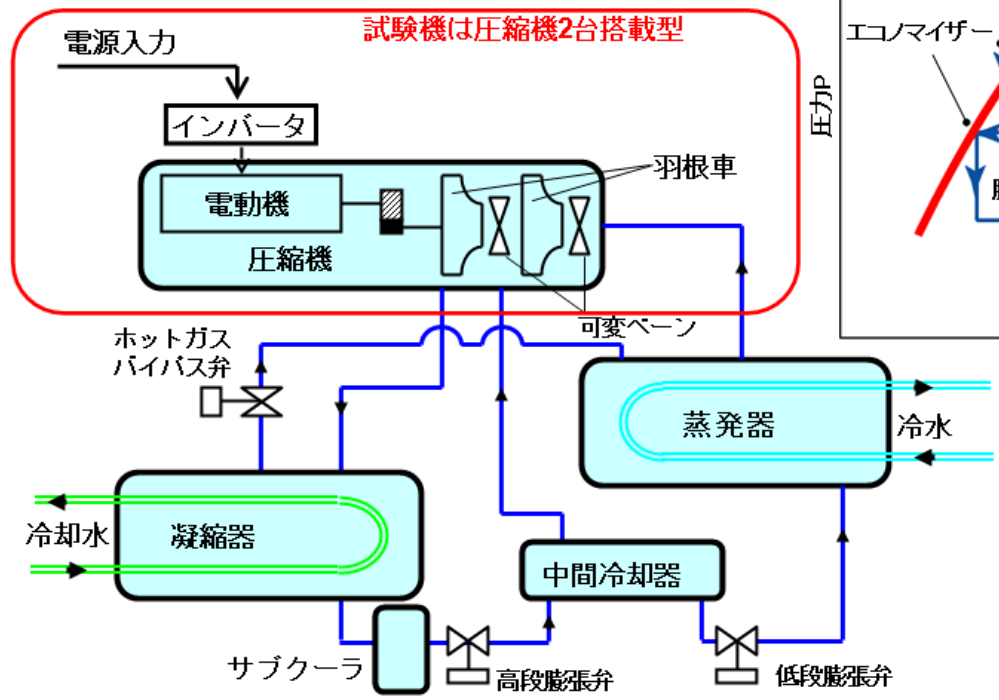 試験機は圧縮機2台搭載型
電源入力
エコノマイザー
圧力P
インバータ
羽根車
電動機
圧縮機
可変ベーン
ホットガス
バイパス弁
蒸発器
冷水
冷却水
凝縮器
中間冷却器
サブクーラ
高段膨張弁
低段膨張弁